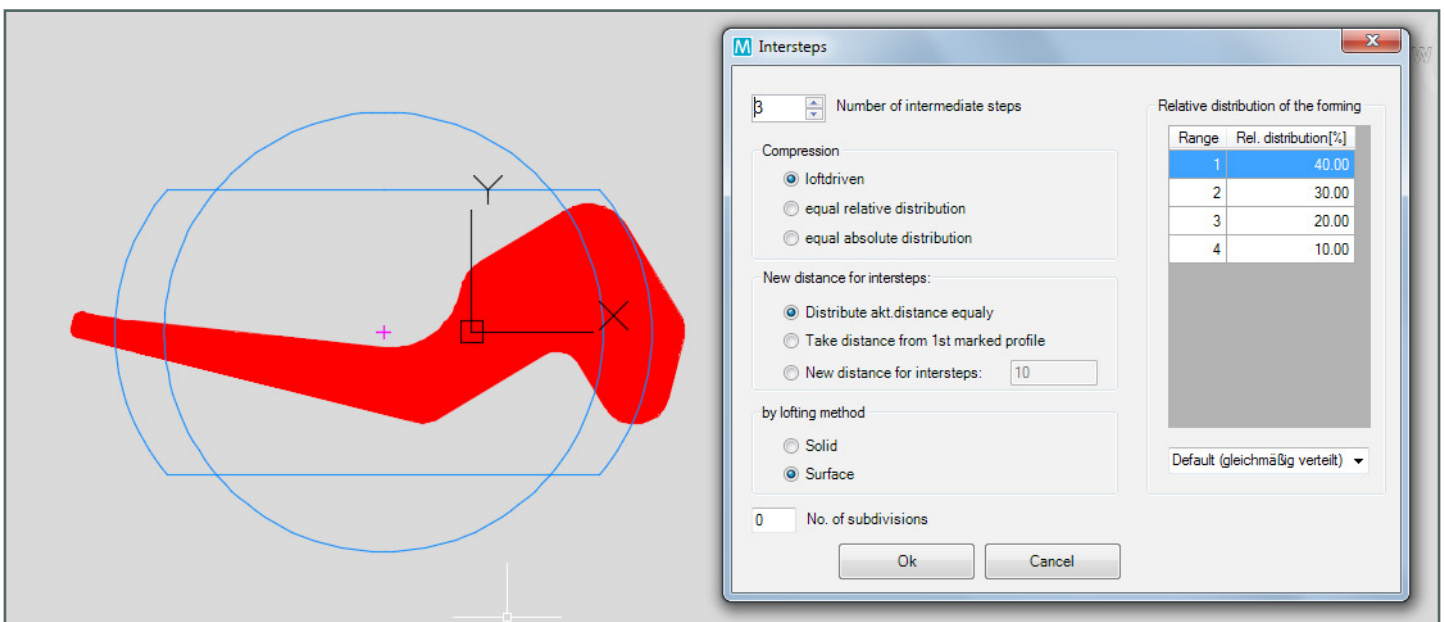 M Intersteps
W
3 Number of intermediate steps
Compression
loftdriven
equal relative distribution
equal absolute distribution
New distance for intersteps:
Distribute akt.distance equaly
Take distance from 1st marked profile
New distance for intersteps: 10
by lofting method
Solid
Surface
0 No. of subdivisions
Ok Cancel
Relative distribution of the forming
Range Rel. distribution[%]
1 40.00
2 30.00
3 20.00
4 10.00
Default (gleichmäßig verteilt)
Y
X